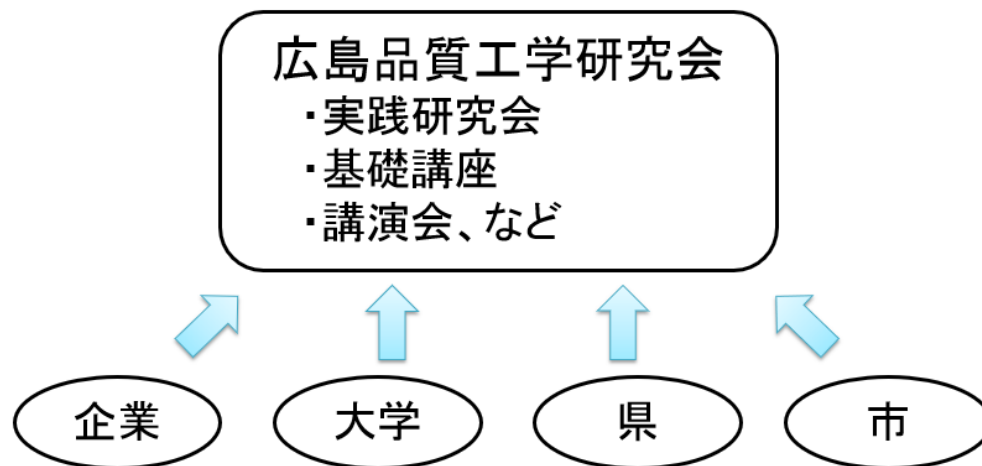 広島品質工学研究会
・実践研究会
・基礎講座
・講演会、など
企業
大学
県
市